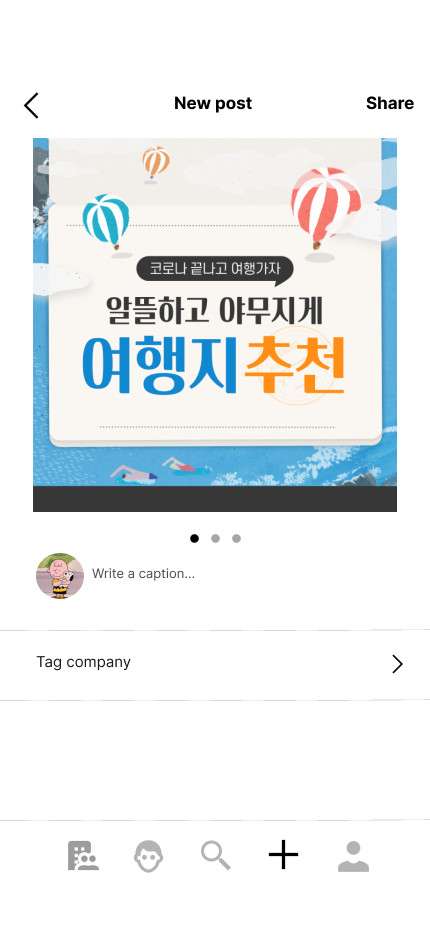 New post
Share
코로나 끝나고 여행가자
알뜰하고 야무지게
여행지 추천
Write a caption...
Tag company